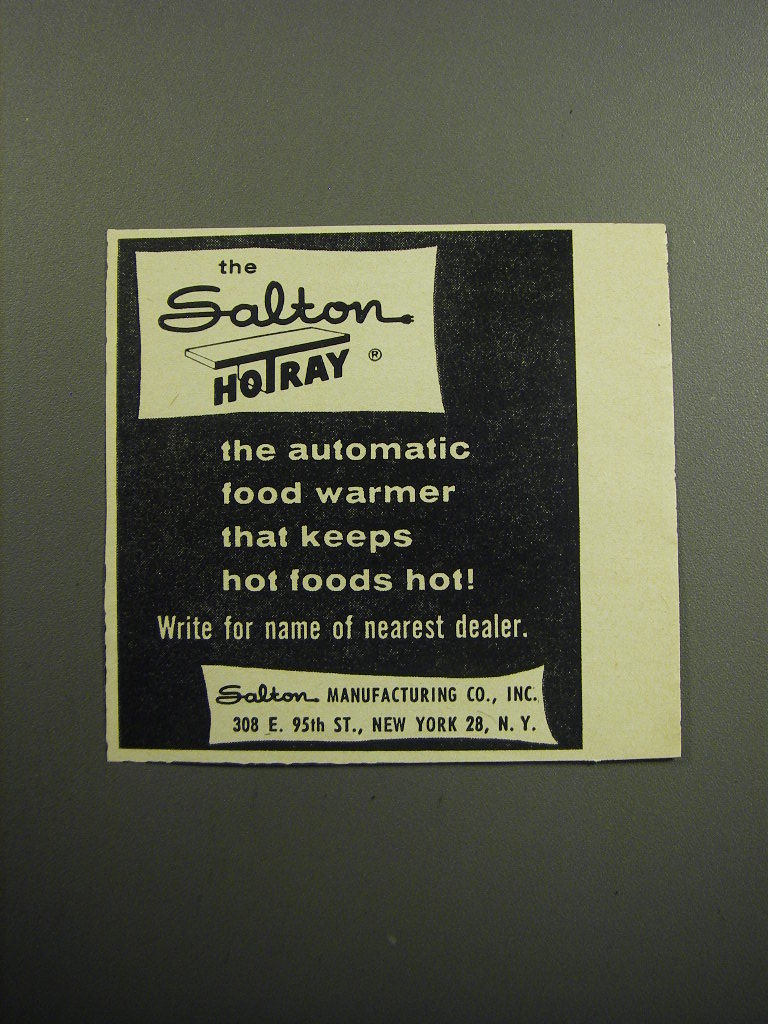 the
Salton
HOTRAY ®
the automatic
food warmer
that keeps
hot foods hot!
Write for name of nearest dealer.
Salton MANUFACTURING CO., INC.
308 E. 95th ST., NEW YORK 28, N. Y.